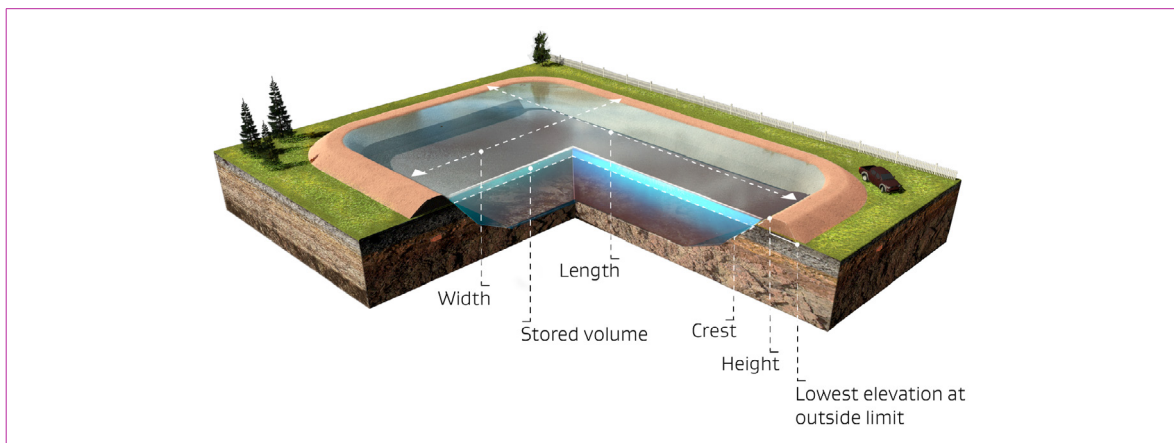 Width
Length
Stored volume
Crest
Height
Lowest elevation at
outside limit